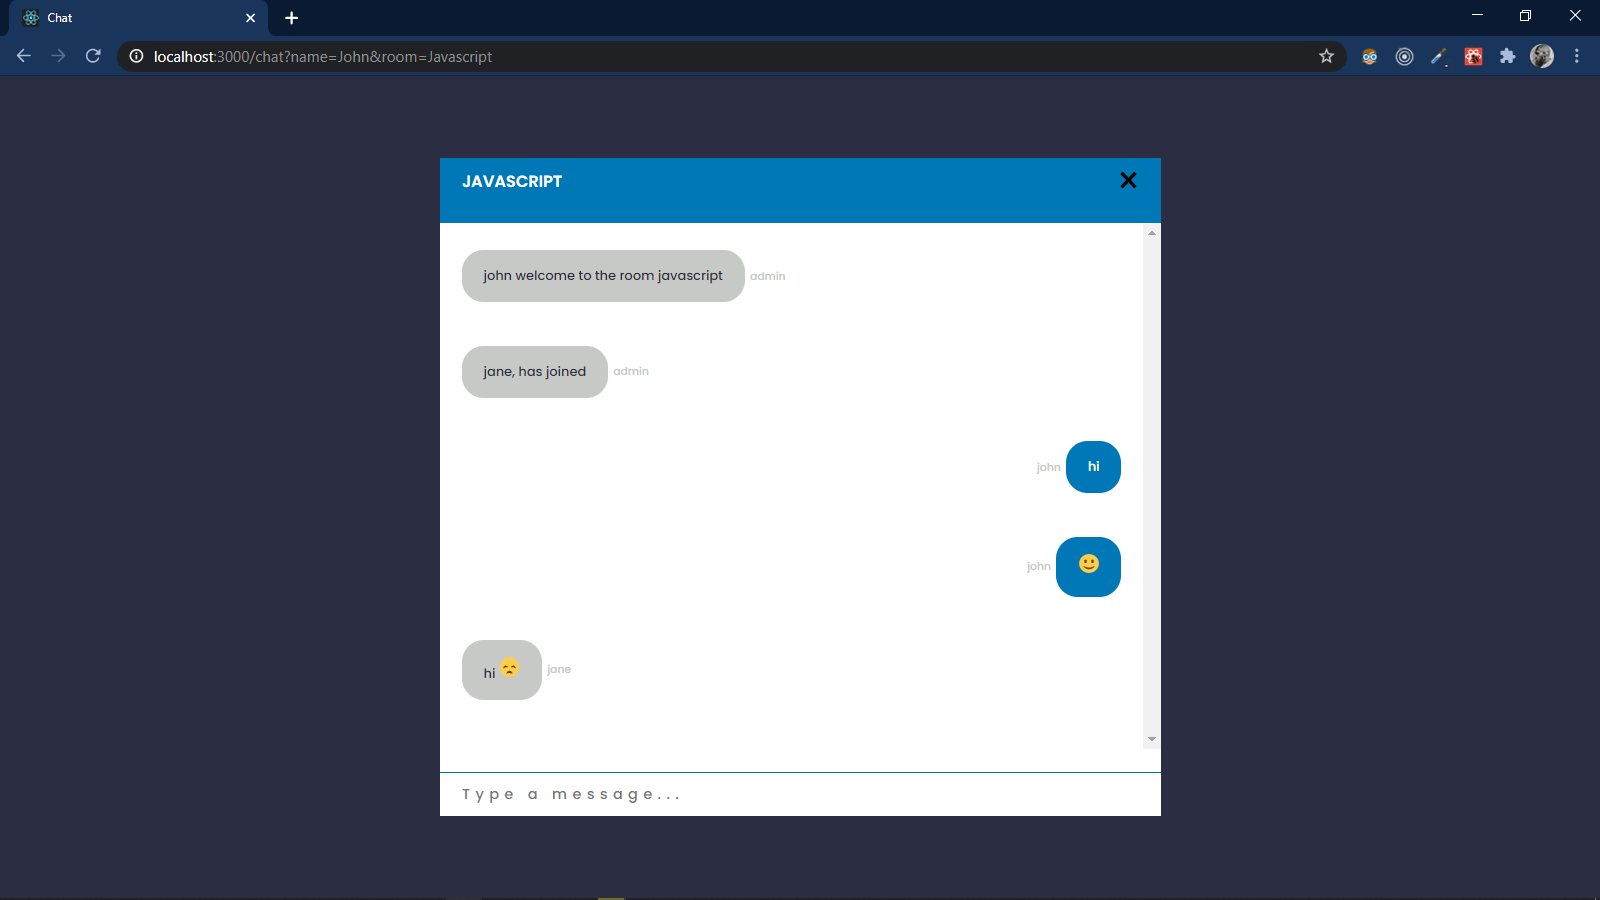 Chat
localhost:3000/chat?name=John&room=Javascript
JAVASCRIPT
john welcome to the room javascript admin
jane, has joined admin
john hi
john 🙂
hi 😞 jane
Type a message...